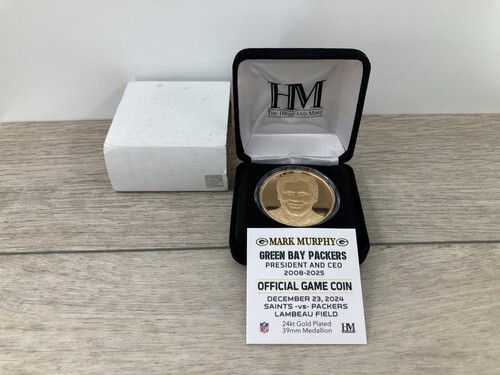 HM
THE HIGHLAND MINT
G MARK MURPHY G
GREEN BAY PACKERS
PRESIDENT AND CEO
2008-2025
OFFICIAL GAME COIN
DECEMBER 23, 2024
SAINTS -vs- PACKERS
LAMBEAU FIELD
24kt Gold Plated
39mm Medallion
NFL
HM